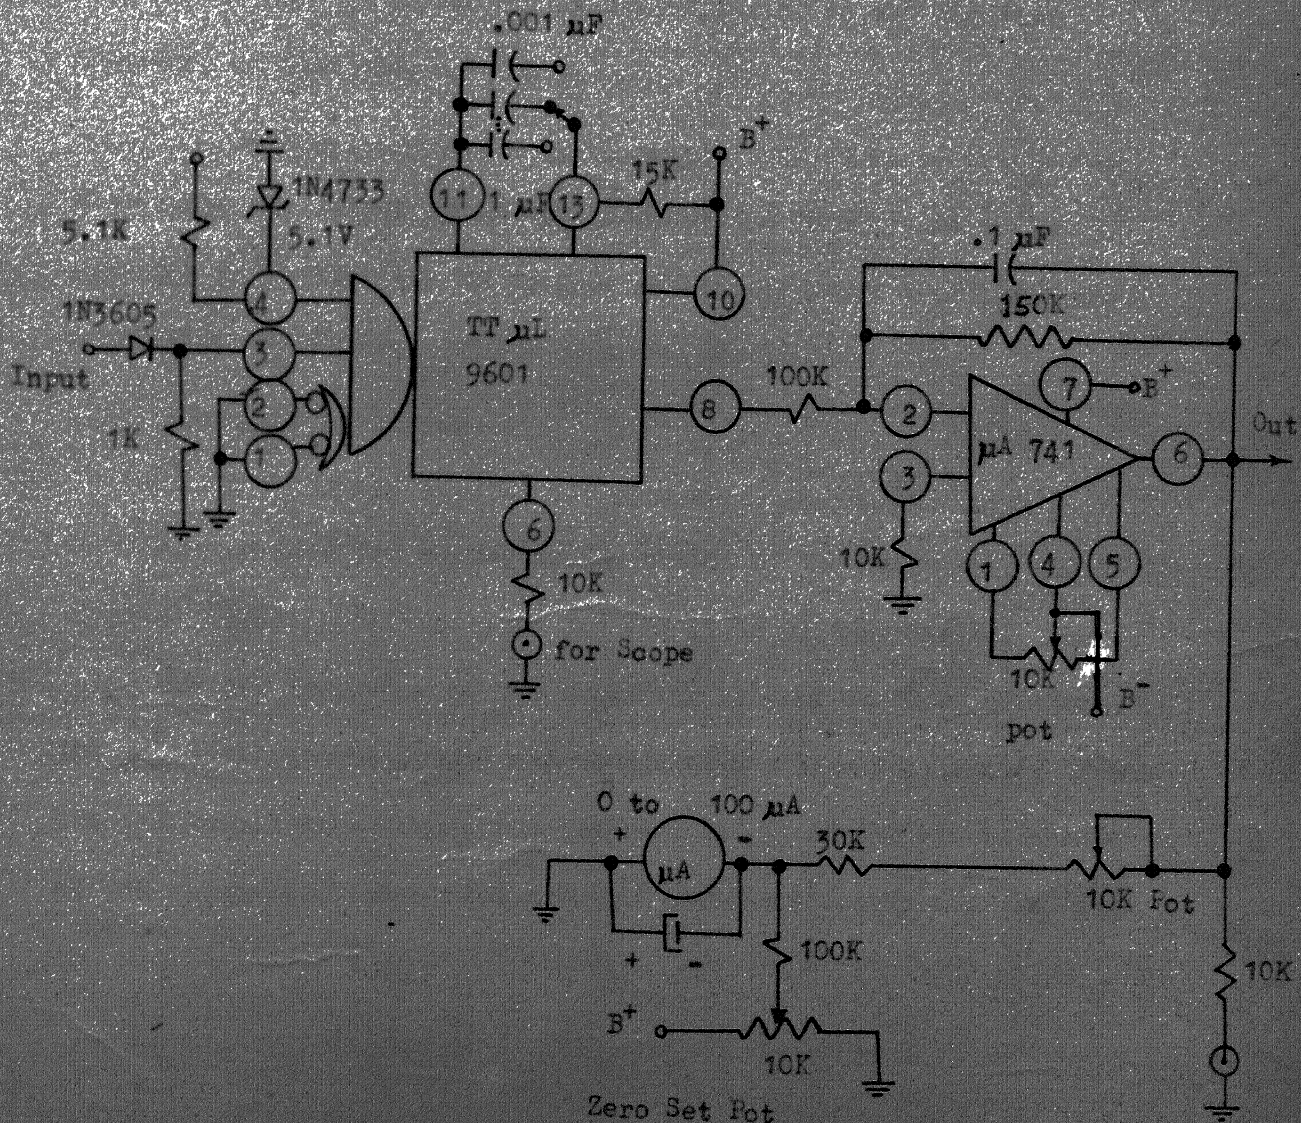 .001 µF
B+
1N4733
15K
11
1 µF
13
5.1K
5.1V
.1 µF
4
10
1N3605
150K
TT µL
3
9601
100K
7
B+
Input
2
8
2
Out
1K
µA 741
6
1
3
6
10K
1
4
5
10K
for Scope
10K
B-
pot
0 to 100 µA
+
-
30K
µA
10K Pot
+
-
100K
10K
B+
10K
Zero Set Pot